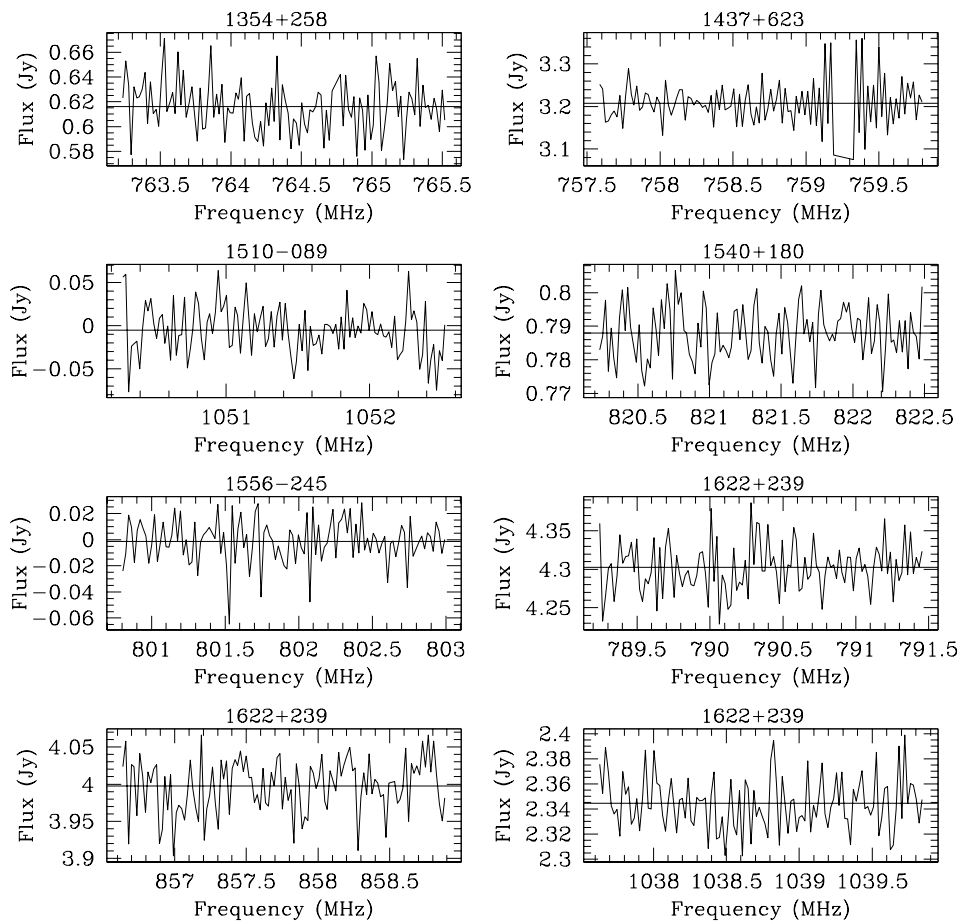 1354+258
1437+623
Flux (Jy)
0.66
0.64
0.62
0.6
0.58
763.5 764 764.5 765 765.5
Frequency (MHz)
Flux (Jy)
3.3
3.2
3.1
757.5 758 758.5 759 759.5
Frequency (MHz)
1510−089
1540+180
Flux (Jy)
0.05
0
−0.05
1051 1052
Frequency (MHz)
Flux (Jy)
0.8
0.79
0.78
0.77
820.5 821 821.5 822 822.5
Frequency (MHz)
1556−245
1622+239
Flux (Jy)
0.02
0
−0.02
−0.04
−0.06
801 801.5 802 802.5 803
Frequency (MHz)
Flux (Jy)
4.35
4.3
4.25
789.5 790 790.5 791 791.5
Frequency (MHz)
1622+239
1622+239
Flux (Jy)
4.05
4
3.95
3.9
857 857.5 858 858.5
Frequency (MHz)
Flux (Jy)
2.4
2.38
2.36
2.34
2.32
2.3
1038 1038.5 1039 1039.5
Frequency (MHz)